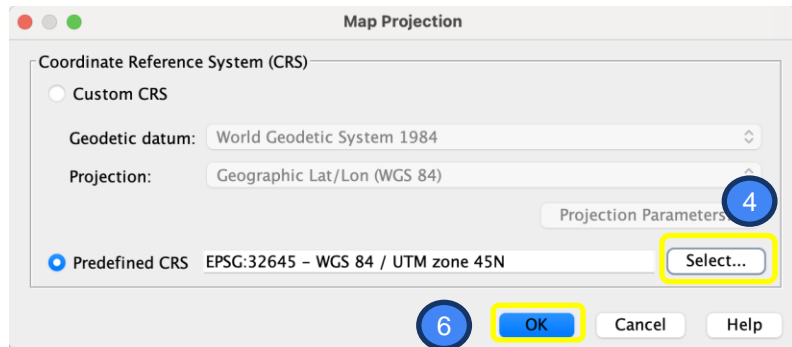 Map Projection
Coordinate Reference System (CRS)
Custom CRS
Geodetic datum: World Geodetic System 1984
Projection: Geographic Lat/Lon (WGS 84)
Projection Parameters
4
Predefined CRS EPSG:32645 – WGS 84 / UTM zone 45N Select...
6 OK Cancel Help